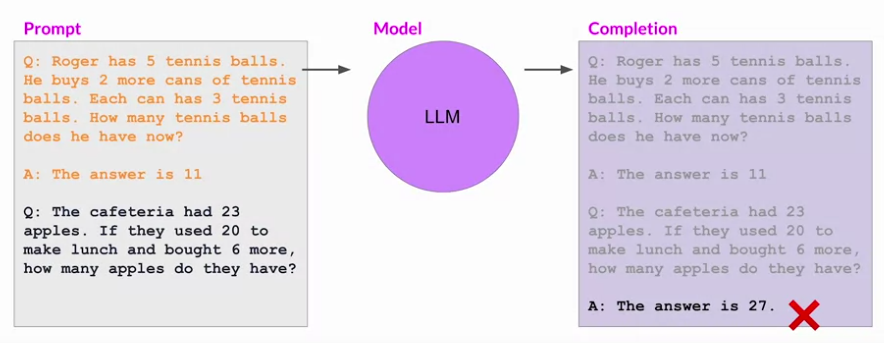 Prompt
Q: Roger has 5 tennis balls.
He buys 2 more cans of tennis
balls. Each can has 3 tennis
balls. How many tennis balls
does he have now?
A: The answer is 11
Q: The cafeteria had 23
apples. If they used 20 to
make lunch and bought 6 more,
how many apples do they have?
Model
LLM
Completion
Q: Roger has 5 tennis balls.
He buys 2 more cans of tennis
balls. Each can has 3 tennis
balls. How many tennis balls
does he have now?
A: The answer is 11
Q: The cafeteria had 23
apples. If they used 20 to
make lunch and bought 6 more,
how many apples do they have?
A: The answer is 27.